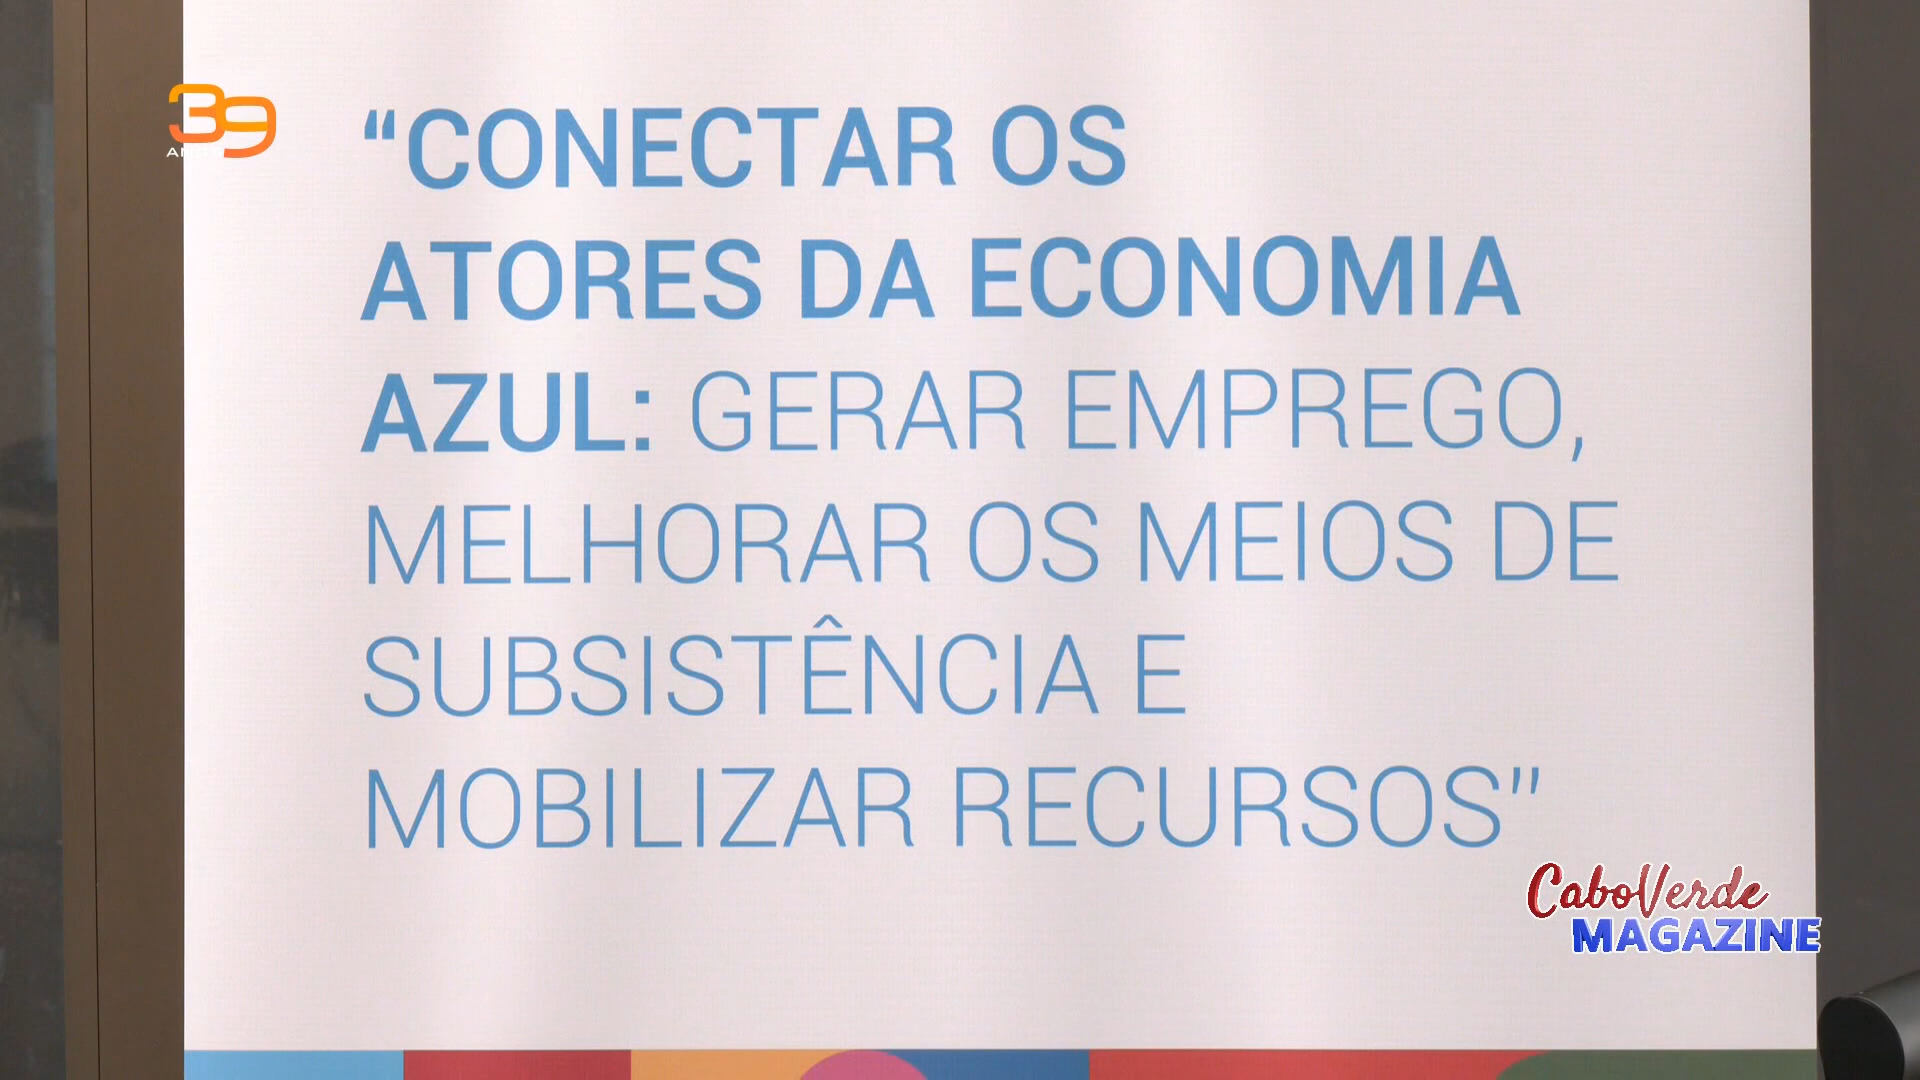 39
“CONECTAR OS
ATORES DA ECONOMIA
AZUL: GERAR EMPREGO,
MELHORAR OS MEIOS DE
SUBSISTÊNCIA E
MOBILIZAR RECURSOS”
CaboVerde
MAGAZINE